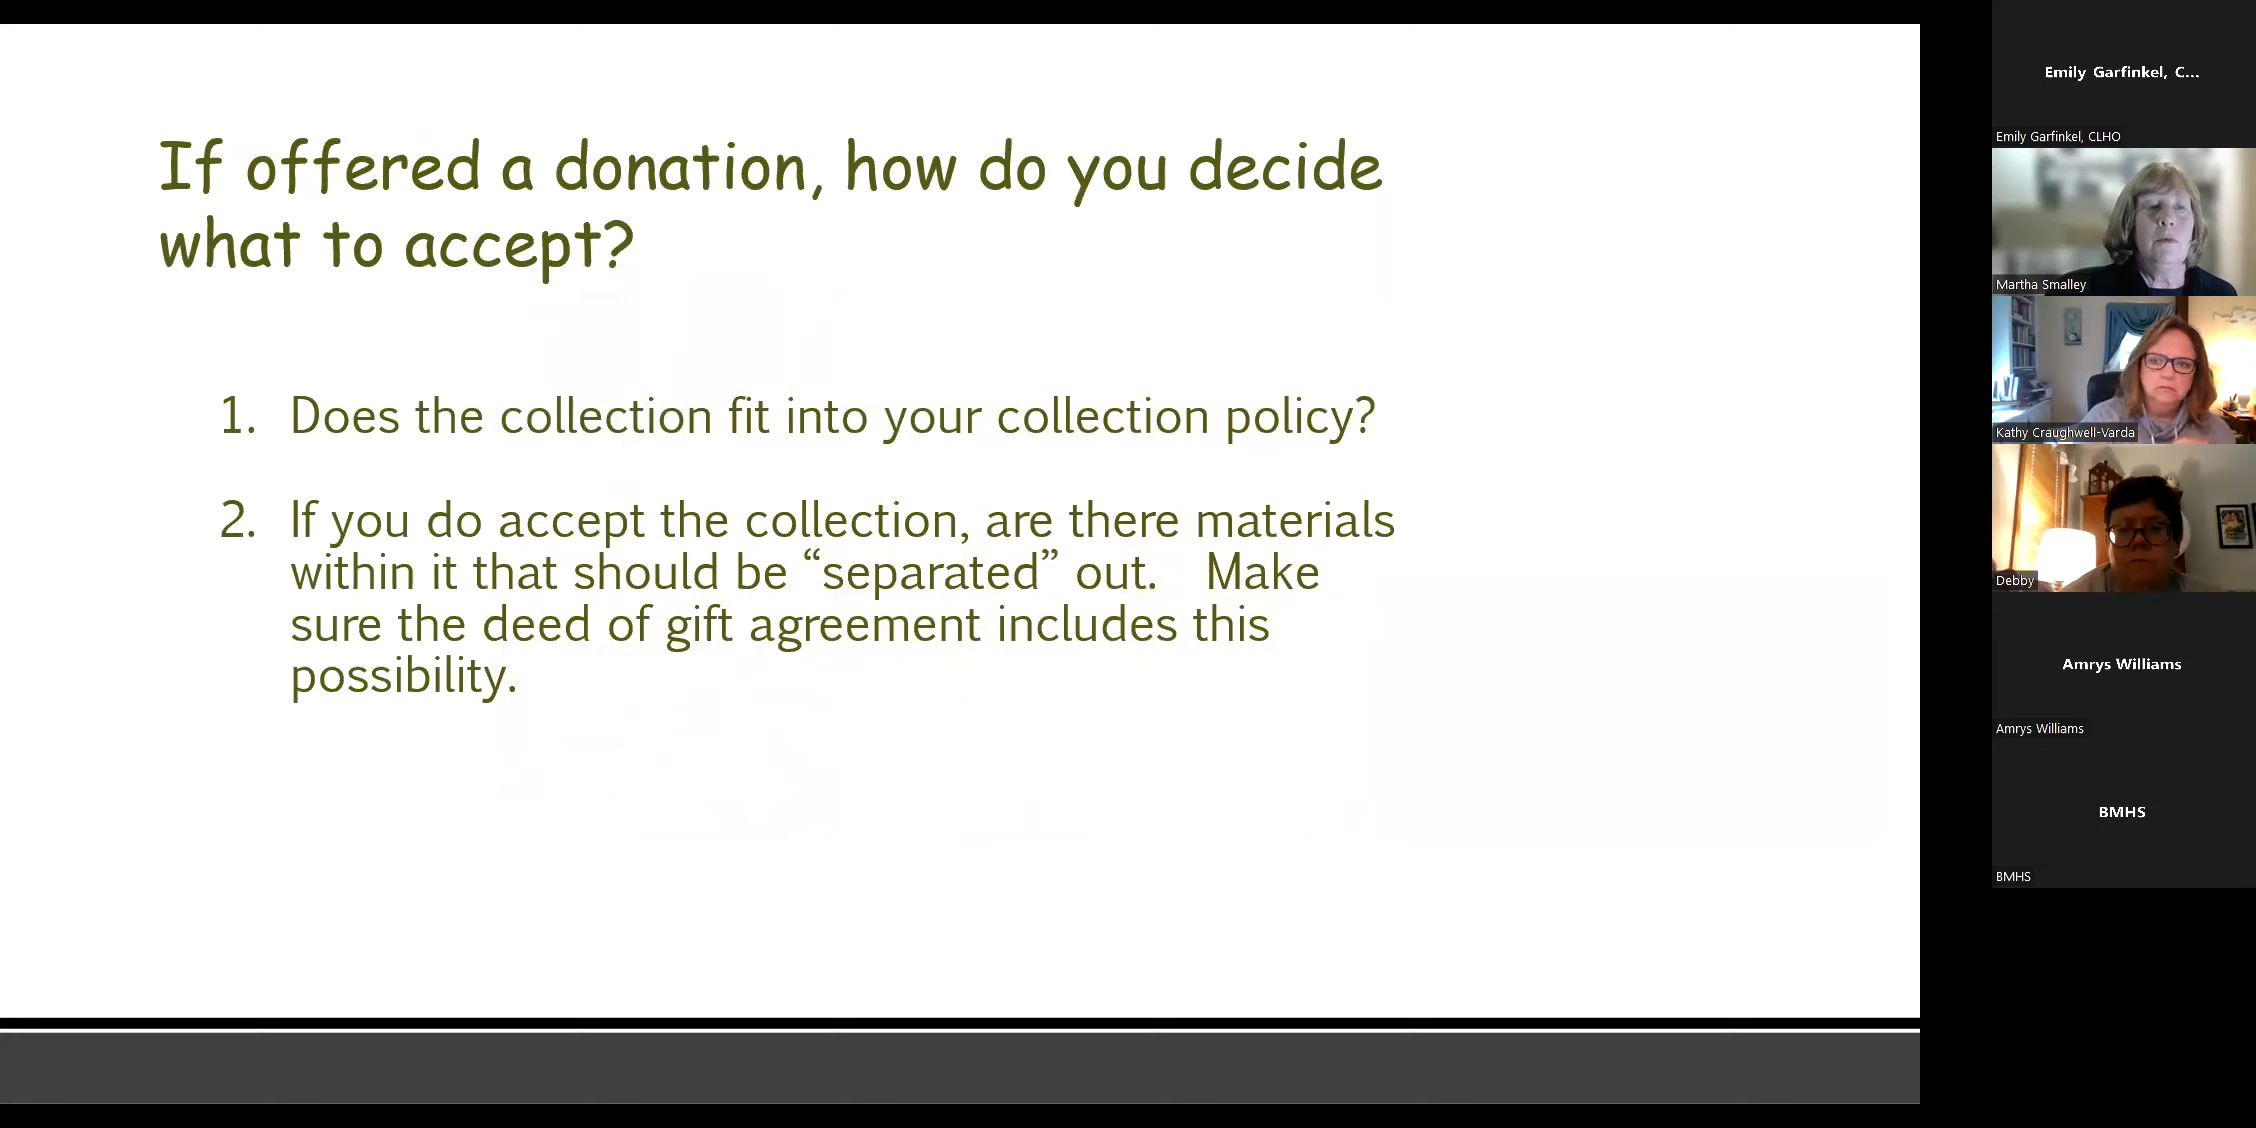 If offered a donation, how do you decide
what to accept?
1. Does the collection fit into your collection policy?
2. If you do accept the collection, are there materials
within it that should be “separated” out. Make
sure the deed of gift agreement includes this
possibility.
Emily Garfinkel, C...
Emily Garfinkel, CLHO
Martha Smalley
Kathy Craughwell-Varda
Debby
Amrys Williams
Amrys Williams
BMHS
BMHS